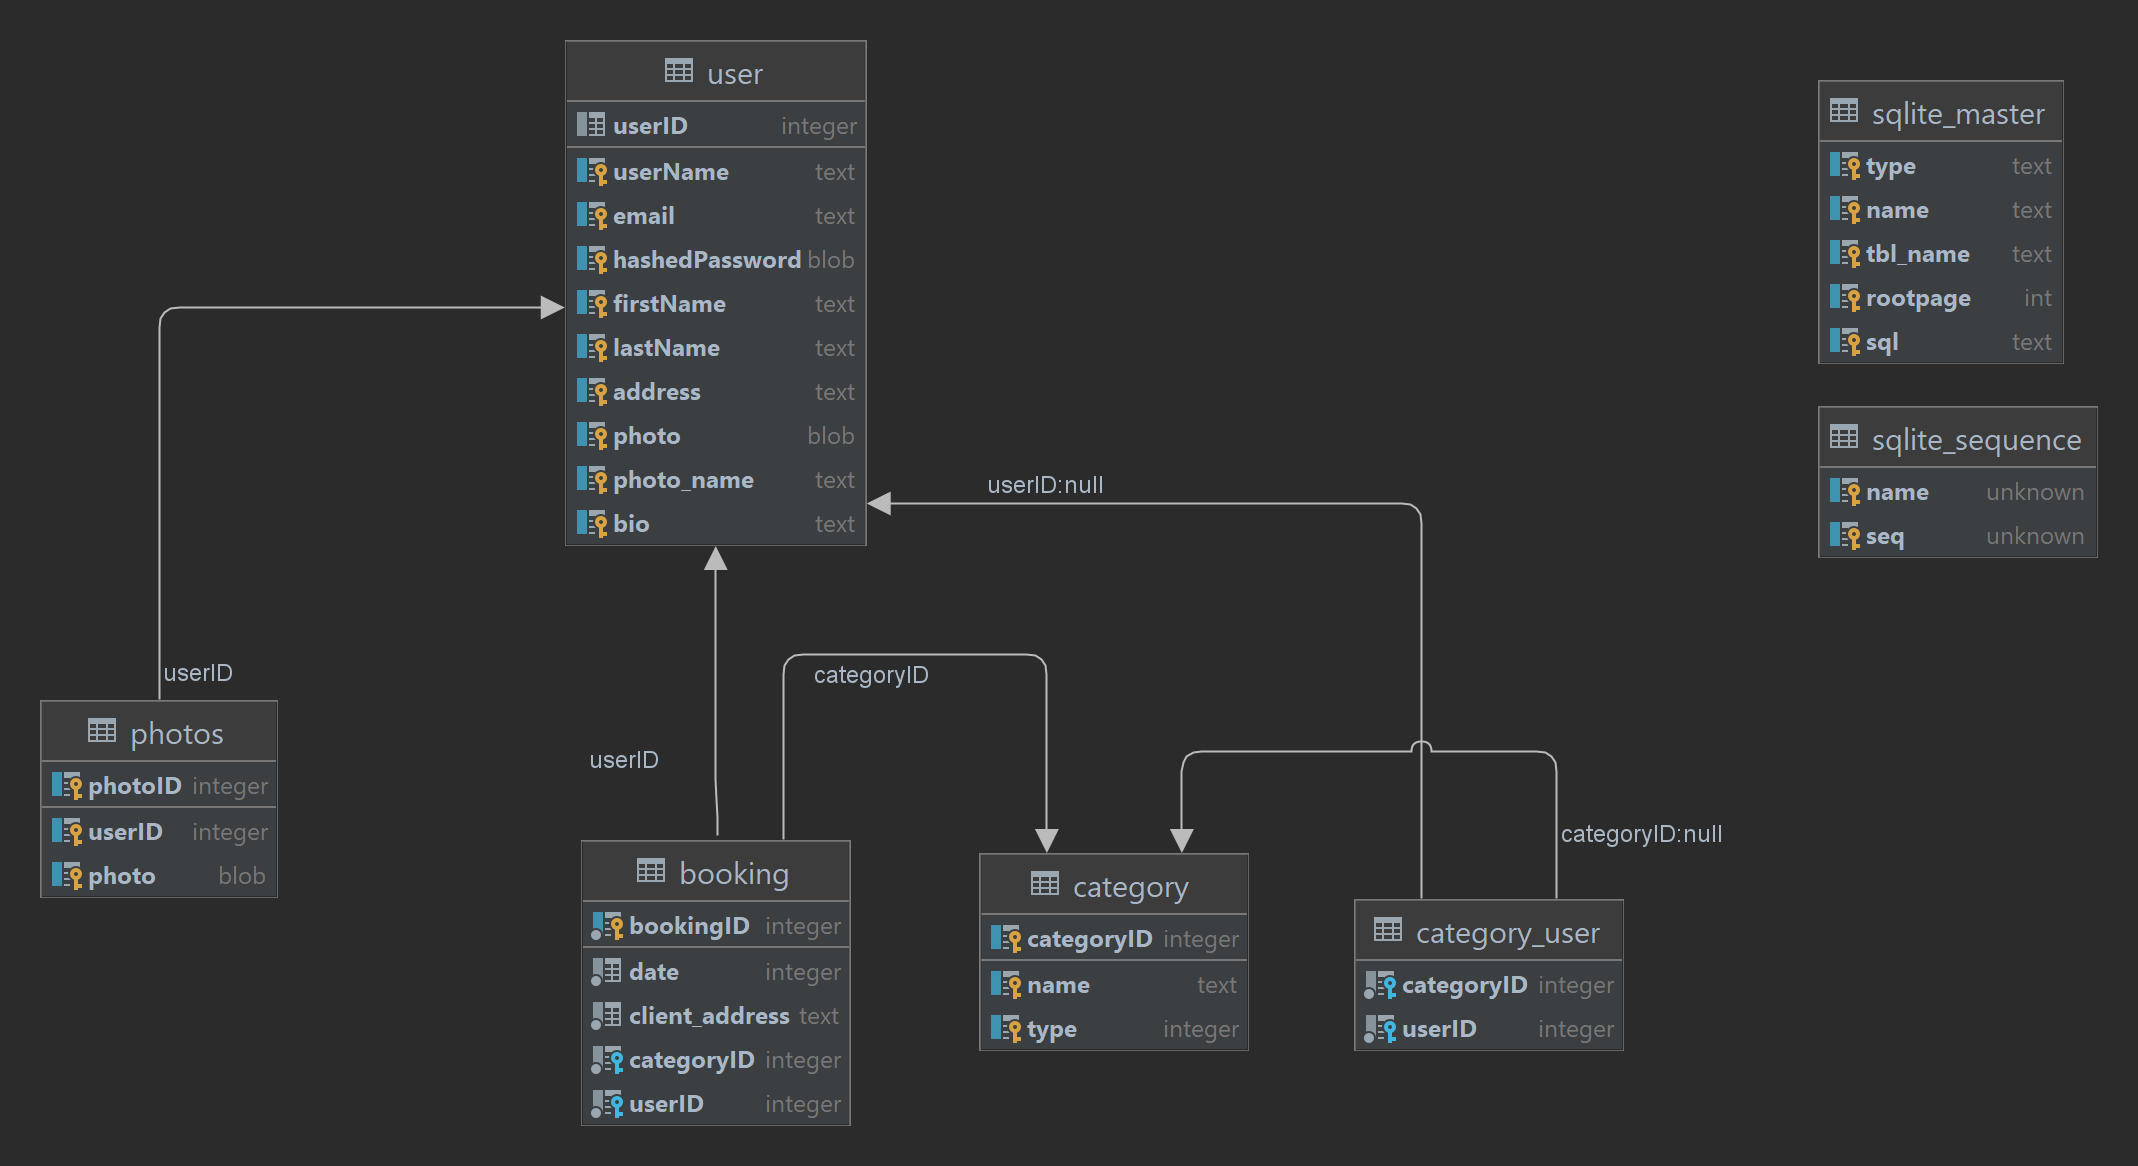 user
userID integer
userName text
email text
hashedPassword blob
firstName text
lastName text
address text
photo blob
photo_name text
bio text
sqlite_master
type text
name text
tbl_name text
rootpage int
sql text
sqlite_sequence
name unknown
seq unknown
userID:null
userID
categoryID
userID
categoryID:null
photos
photoID integer
userID integer
photo blob
booking
bookingID integer
date integer
client_address text
categoryID integer
userID integer
category
categoryID integer
name text
type integer
category_user
categoryID integer
userID integer